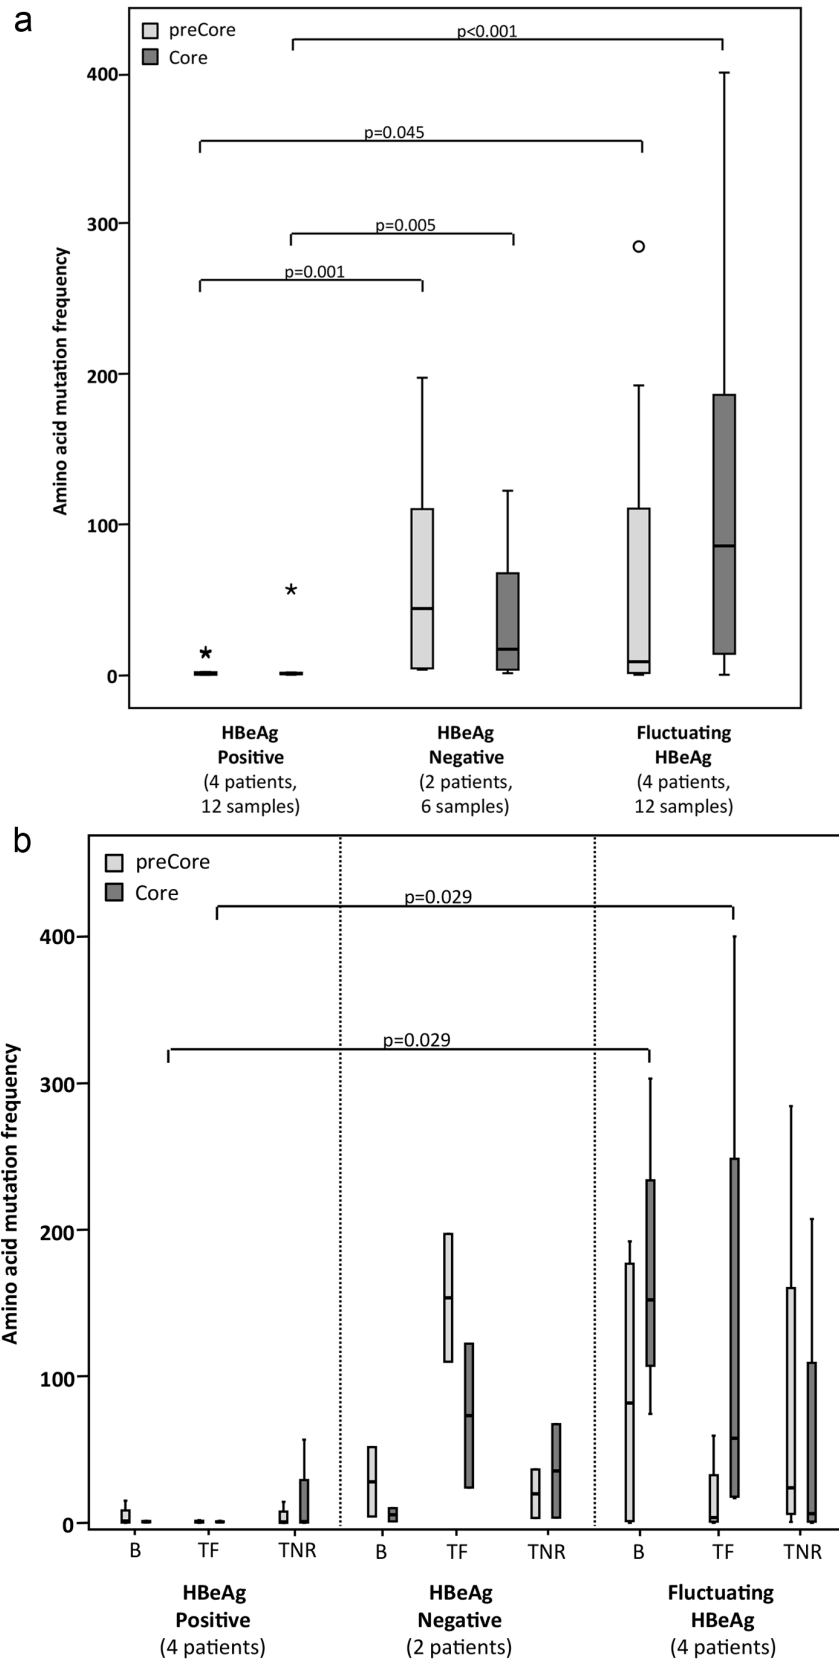 a
preCore
Core
p<0.001
400
p=0.045
300
p=0.005
p=0.001
Amino acid mutation frequency
200
100
0
HBeAg HBeAg Fluctuating
Positive Negative HBeAg
(4 patients, (2 patients, (4 patients,
12 samples) 6 samples) 12 samples)
b
preCore
Core
p=0.029
400
p=0.029
300
Amino acid mutation frequency
200
100
0
B TF TNR B TF TNR B TF TNR
HBeAg HBeAg Fluctuating
Positive Negative HBeAg
(4 patients) (2 patients) (4 patients)